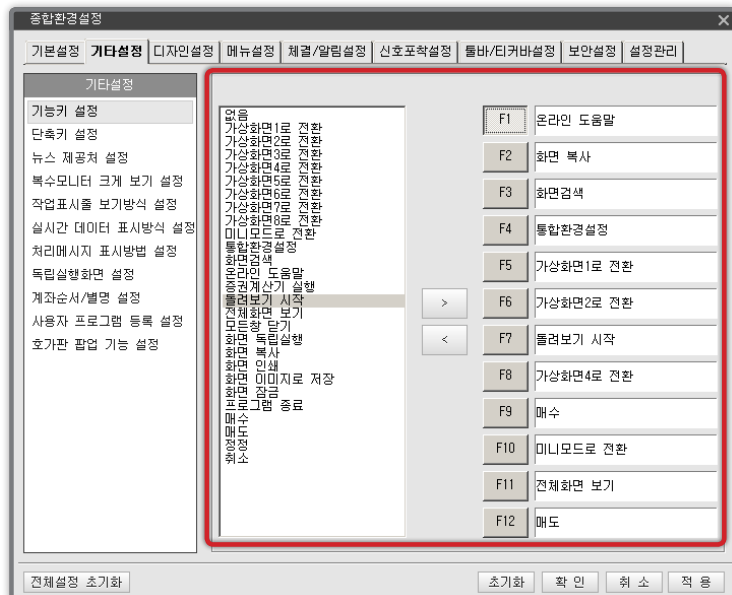 종합환경설정
기본설정 기타설정 디자인설정 메뉴설정 체결/알림설정 신호포착설정 툴바/티커바설정 보안설정 설정관리
기타설정
기능키 설정
단축키 설정
뉴스 제공처 설정
복수모니터 크게 보기 설정
작업표시줄 보기방식 설정
실시간 데이터 표시방식 설정
처리메시지 표시방법 설정
독립실행화면 설정
계좌순서/별명 설정
사용자 프로그램 등록 설정
호가판 팝업 기능 설정
없음
가상화면1로 전환
가상화면2로 전환
가상화면3로 전환
가상화면4로 전환
가상화면5로 전환
가상화면6로 전환
가상화면7로 전환
가상화면8로 전환
미니모드로 전환
통합환경설정
화면검색
온라인 도움말
증권계산기 실행
돌려보기 시작
전체화면 보기
모든창 닫기
화면 독립실행
화면 복사
화면 인쇄
화면 이미지로 저장
화면 잠금
프로그램 종료
매수
매도
정정
취소
>
<
F1 온라인 도움말
F2 화면 복사
F3 화면검색
F4 통합환경설정
F5 가상화면1로 전환
F6 가상화면2로 전환
F7 돌려보기 시작
F8 가상화면4로 전환
F9 매수
F10 미니모드로 전환
F11 전체화면 보기
F12 매도
전체설정 초기화 초기화 확 인 취 소 적 용